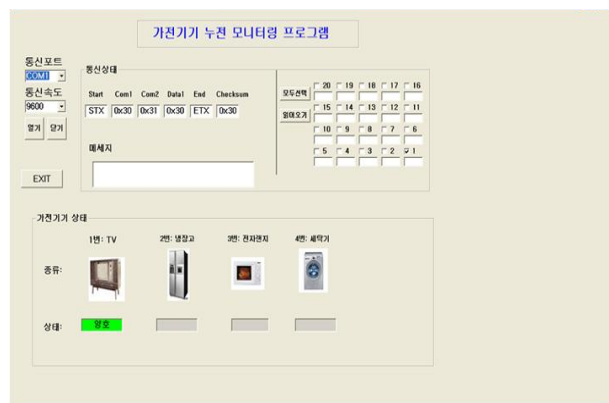 가전기기 누전 모니터링 프로그램
통신포트
COM1
통신상태
통신속도
9600
Start Com1 Com2 Data1 End Checksum
STX 0x30 0x31 0x30 ETX 0x30
열기 닫기
메세지
EXIT
모두선택
읽어오기
20 19 18 17 16
15 14 13 12 11
10 9 8 7 6
5 4 3 2 1
가전기기 상태
1번: TV 2번: 냉장고 3번: 전자렌지 4번: 세탁기
종류:
상태: 양호